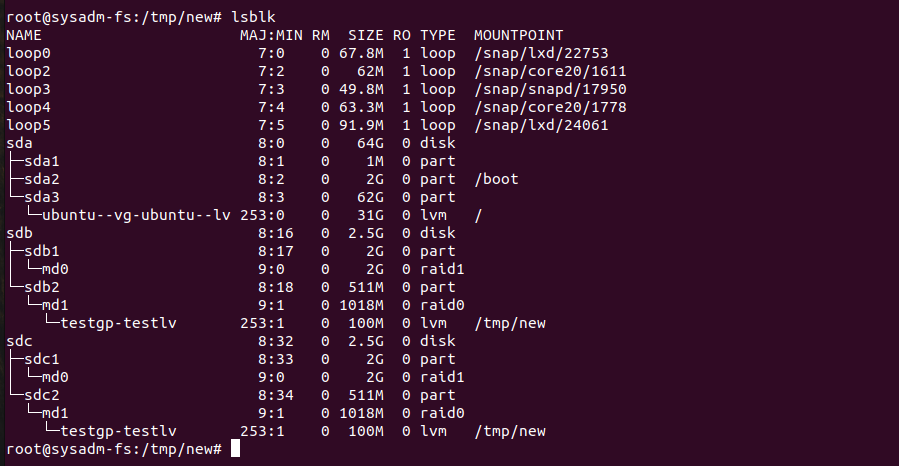 root@sysadm-fs:/tmp/new# lsblk
NAME                      MAJ:MIN RM  SIZE RO TYPE  MOUNTPOINT
loop0                       7:0    0 67.8M  1 loop  /snap/lxd/22753
loop2                       7:2    0   62M  1 loop  /snap/core20/1611
loop3                       7:3    0 49.8M  1 loop  /snap/snapd/17950
loop4                       7:4    0 63.3M  1 loop  /snap/core20/1778
loop5                       7:5    0 91.9M  1 loop  /snap/lxd/24061
sda                         8:0    0   64G  0 disk
├─sda1                      8:1    0    1M  0 part
├─sda2                      8:2    0    2G  0 part  /boot
└─sda3                      8:3    0   62G  0 part
  └─ubuntu--vg-ubuntu--lv 253:0    0   31G  0 lvm   /
sdb                         8:16   0  2.5G  0 disk
├─sdb1                      8:17   0    2G  0 part
│ └─md0                     9:0    0    2G  0 raid1
└─sdb2                      8:18   0  511M  0 part
  └─md1                     9:1    0 1018M  0 raid0
    └─testgp-testlv       253:1    0  100M  0 lvm   /tmp/new
sdc                         8:32   0  2.5G  0 disk
├─sdc1                      8:33   0    2G  0 part
│ └─md0                     9:0    0    2G  0 raid1
└─sdc2                      8:34   0  511M  0 part
  └─md1                     9:1    0 1018M  0 raid0
    └─testgp-testlv       253:1    0  100M  0 lvm   /tmp/new
root@sysadm-fs:/tmp/new#